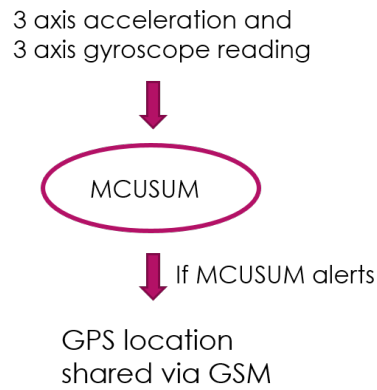 3 axis acceleration and
3 axis gyroscope reading
MCUSUM
If MCUSUM alerts
GPS location
shared via GSM